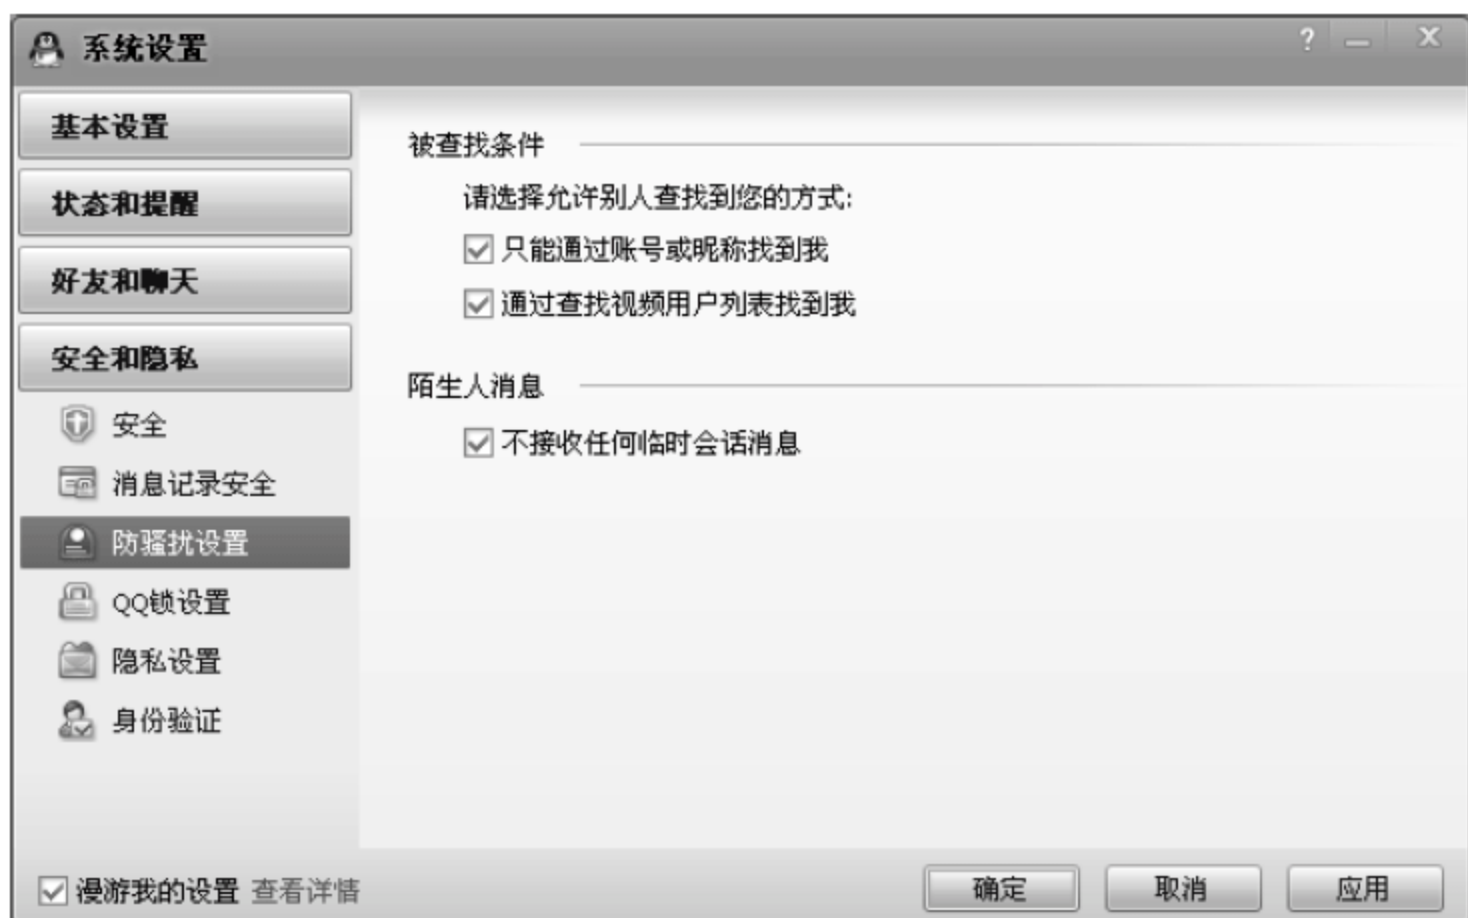 系统设置
?
基本设置
状态和提醒
好友和聊天
安全和隐私
安全
消息记录安全
防骚扰设置
QQ锁设置
隐私设置
身份验证
被查找条件
请选择允许别人查找到您的方式:
只能通过账号或昵称找到我
通过查找视频用户列表找到我
陌生人消息
不接收任何临时会话消息
漫游我的设置 查看详情
确定 取消 应用